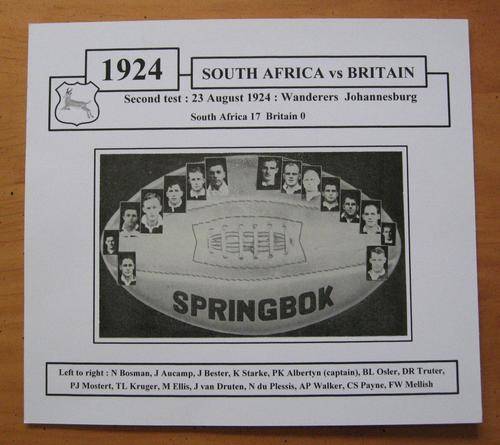 1924
SOUTH AFRICA vs BRITAIN
Second test : 23 August 1924 : Wanderers Johannesburg
South Africa 17 Britain 0
SPRINGBOK
Left to right : N Bosman, J Aucamp, J Bester, K Starke, PK Albertyn (captain), BL Osler, DR Truter,
PJ Mostert, TL Kruger, M Ellis, J van Druten, N du Plessis, AP Walker, CS Payne, FW Mellish